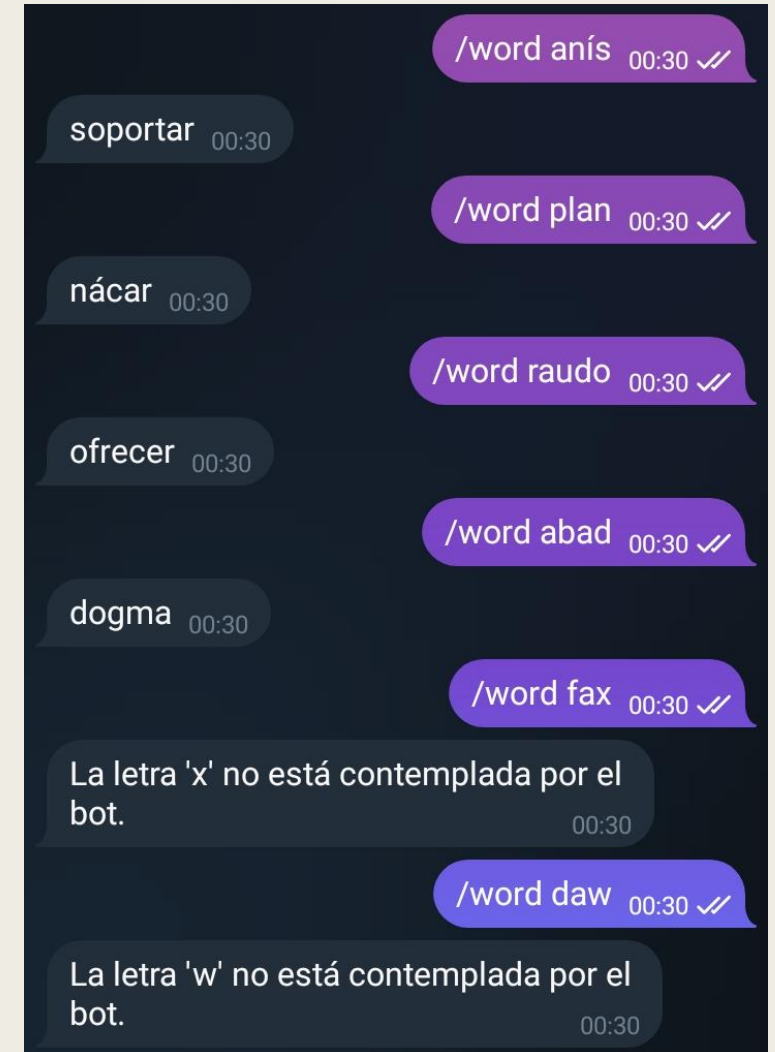 /word anís 00:30
soportar 00:30
/word plan 00:30
nácar 00:30
/word raudo 00:30
ofrecer 00:30
/word abad 00:30
dogma 00:30
/word fax 00:30
La letra 'x' no está contemplada por el
bot. 00:30
/word daw 00:30
La letra 'w' no está contemplada por el
bot. 00:30